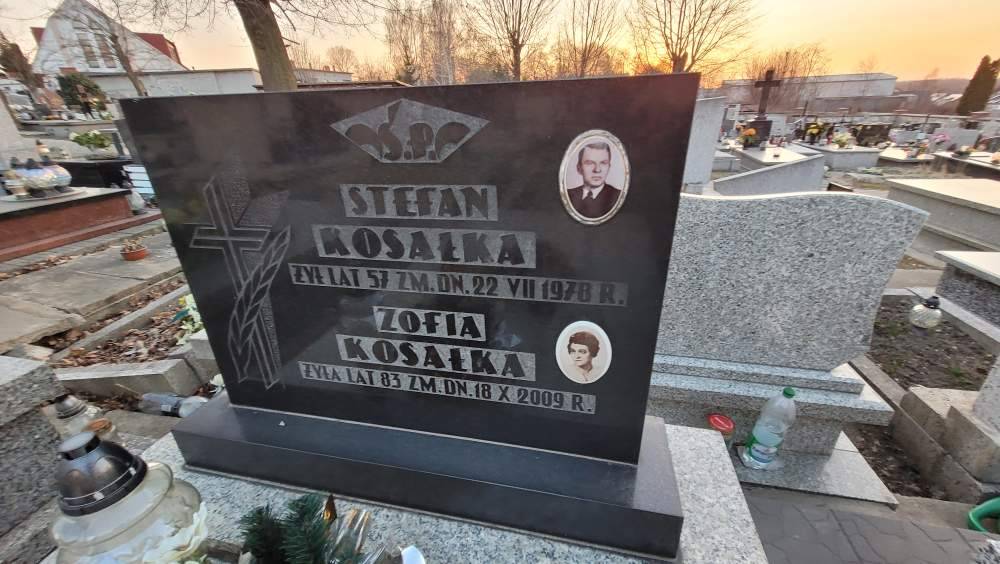 Ś.P.
STEFAN
KOSAŁKA
ŻYŁ LAT 57 ZM. DN. 22 VII 1978 R.
ZOFIA
KOSAŁKA
ŻYŁA LAT 83 ZM. DN. 18 X 2009 R.